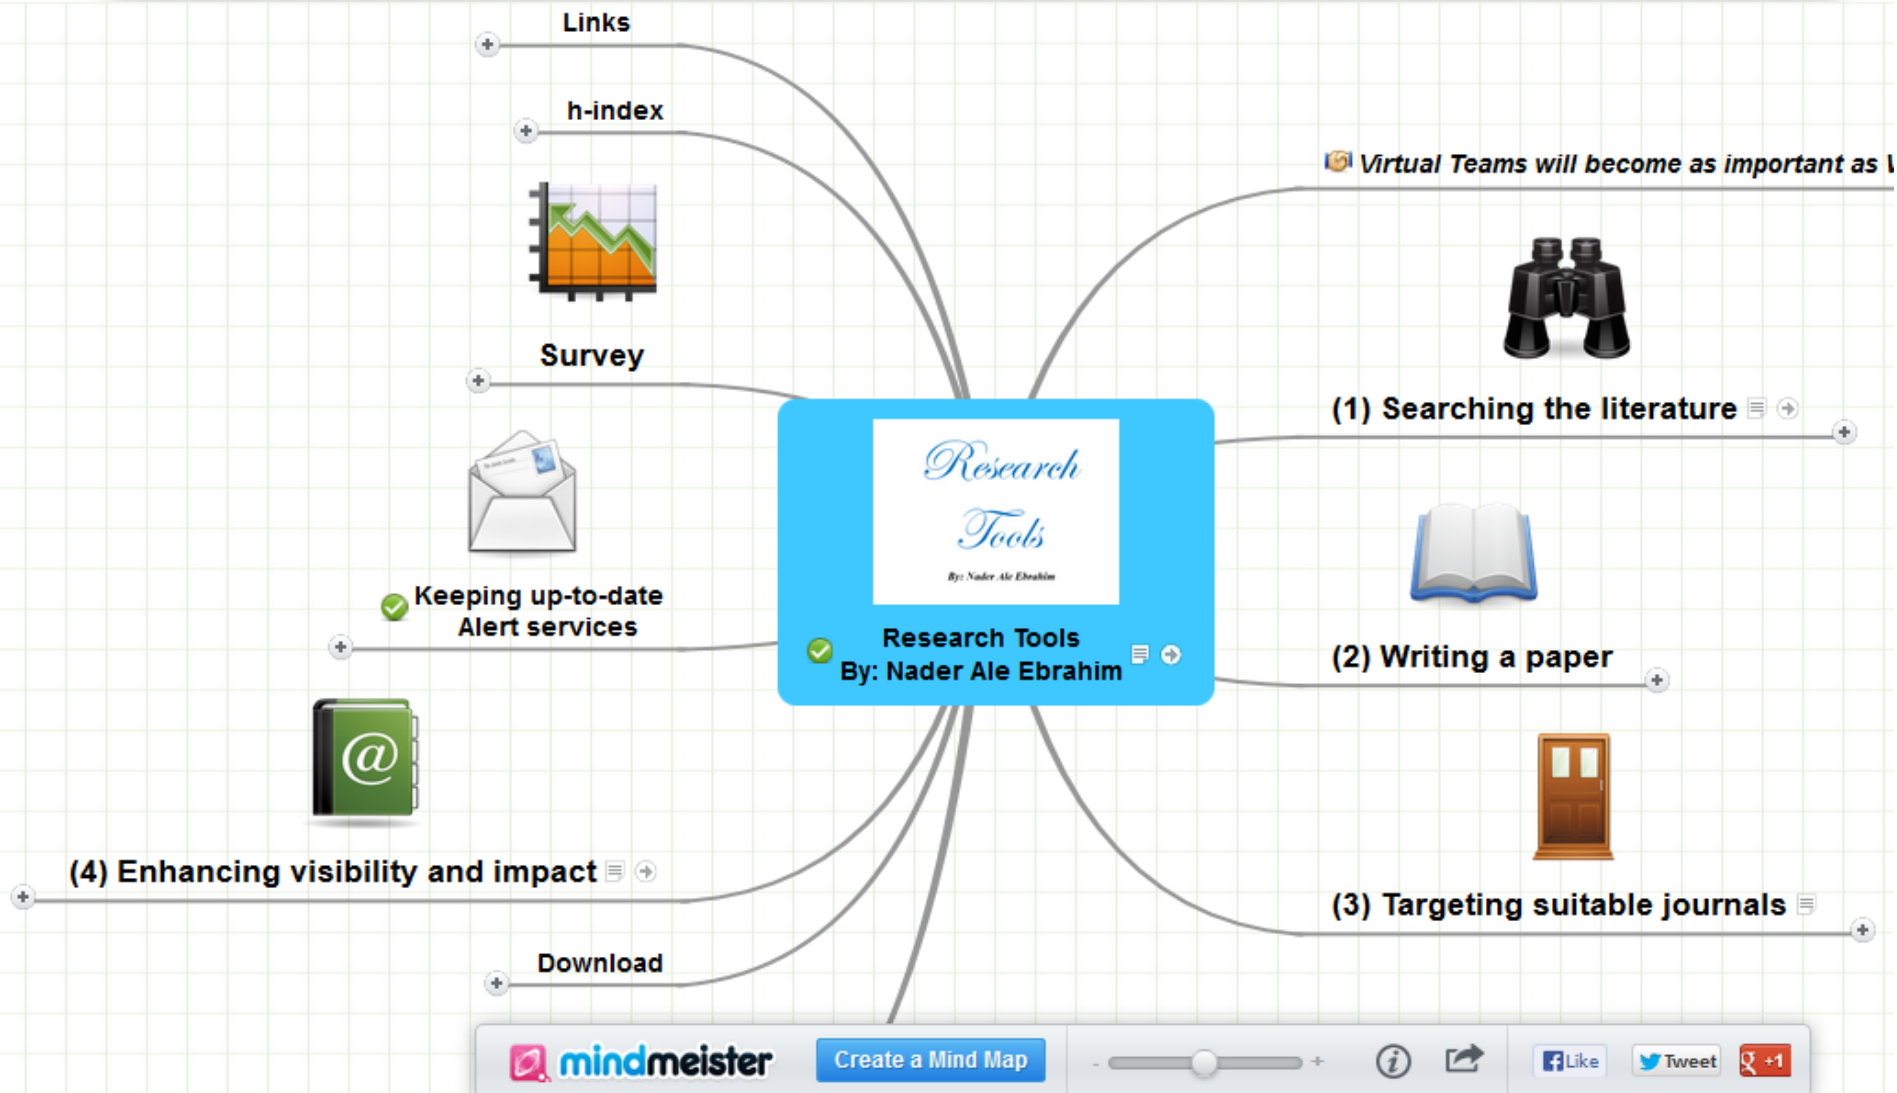 Links
h-index
Survey
Keeping up-to-date
Alert services
(4) Enhancing visibility and impact
Download
Research
Tools
By: Nader Ale Ebrahim
Research Tools
By: Nader Ale Ebrahim
Virtual Teams will become as important as
(1) Searching the literature
(2) Writing a paper
(3) Targeting suitable journals
@
mindmeister
Create a Mind Map
- +
i
Like
Tweet
g +1